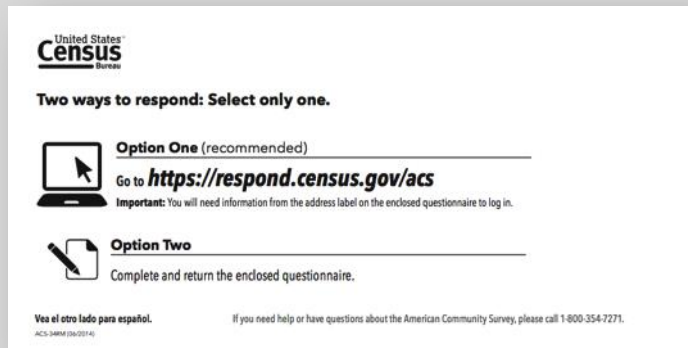 United States™
Census
Bureau
Two ways to respond: Select only one.
Option One (recommended)
Go to https://respond.census.gov/acs
Important: You will need information from the address label on the enclosed questionnaire to log in.
Option Two
Complete and return the enclosed questionnaire.
Vea el otro lado para español.
If you need help or have questions about the American Community Survey, please call 1-800-354-7271.
ACS-34RM (06/2014)